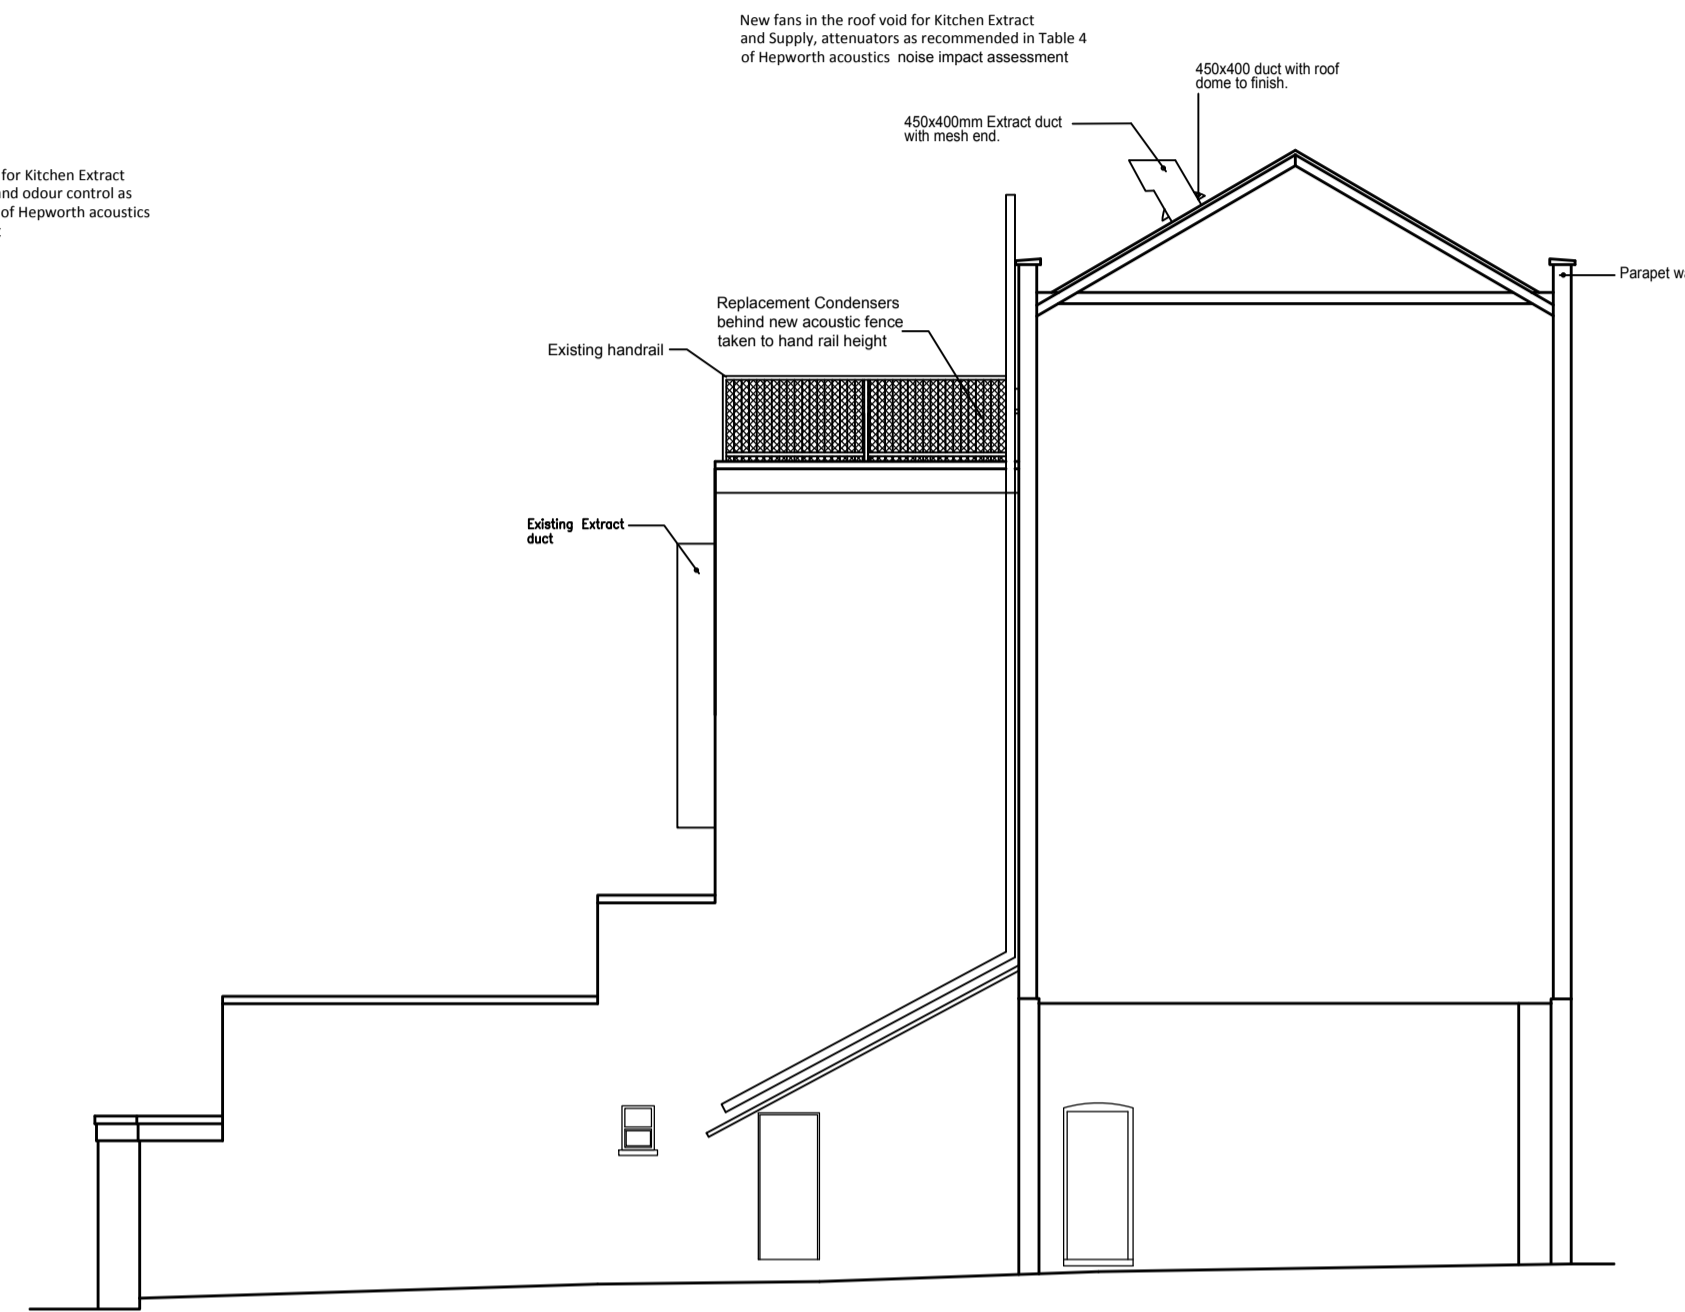 New fans in the roof void for Kitchen Extract
and Supply, attenuators as recommended in Table 4
of Hepworth acoustics noise impact assessment
450x400 duct with roof
dome to finish.
450x400mm Extract duct
with mesh end.
for Kitchen Extract
and odour control as
of Hepworth acoustics
Parapet
Replacement Condensers
behind new acoustic fence
taken to hand rail height
Existing handrail
Existing Extract
duct